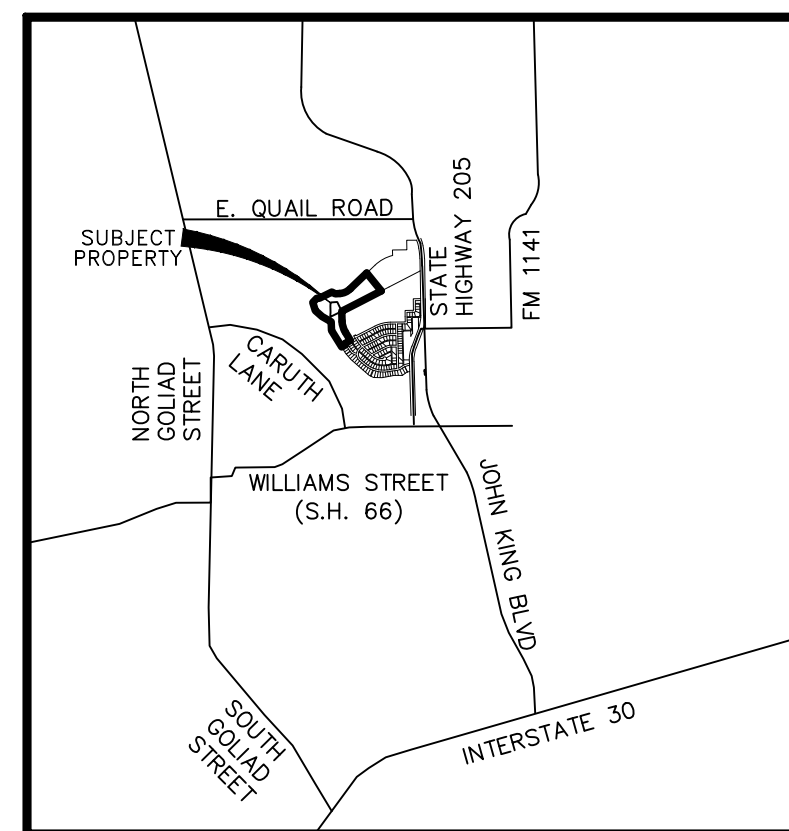 E. QUAIL ROAD
SUBJECT
PROPERTY
STATE
HIGHWAY 205
FM 1141
CARUTH
LANE
NORTH
GOLIAD
STREET
WILLIAMS STREET
(S.H. 66)
JOHN KING BLVD
SOUTH
GOLIAD
STREET
INTERSTATE 30